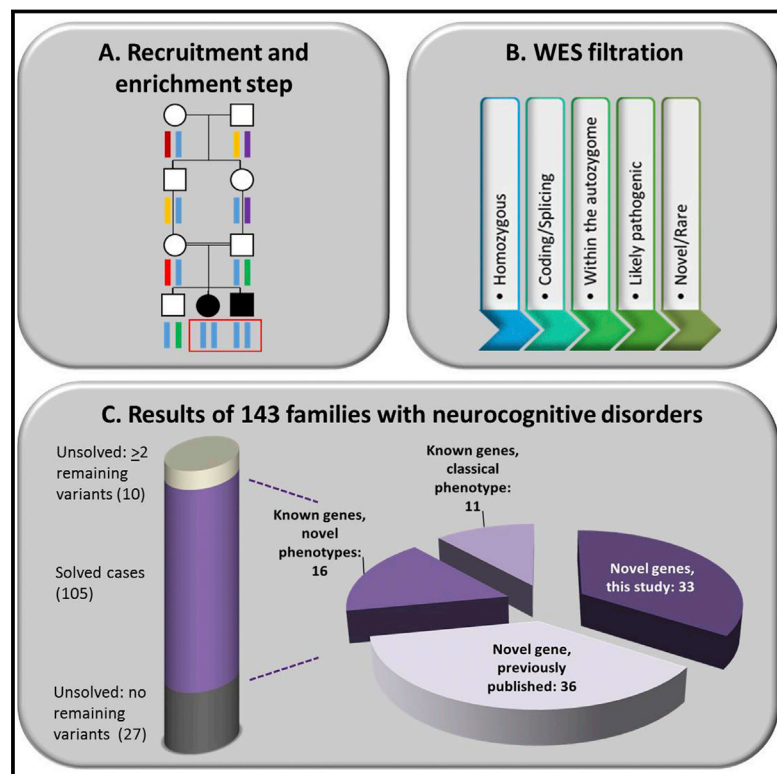 A. Recruitment and
enrichment step
B. WES filtration
• Homozygous
• Coding/Splicing
• Within the autozygome
• Likely pathogenic
• Novel/Rare
C. Results of 143 families with neurocognitive disorders
Unsolved: ≥2
remaining
variants (10)
Solved cases
(105)
Unsolved: no
remaining
variants (27)
Known genes,
novel
phenotypes:
16
Known genes,
classical
phenotype:
11
Novel genes,
this study: 33
Novel gene,
previously
published: 36